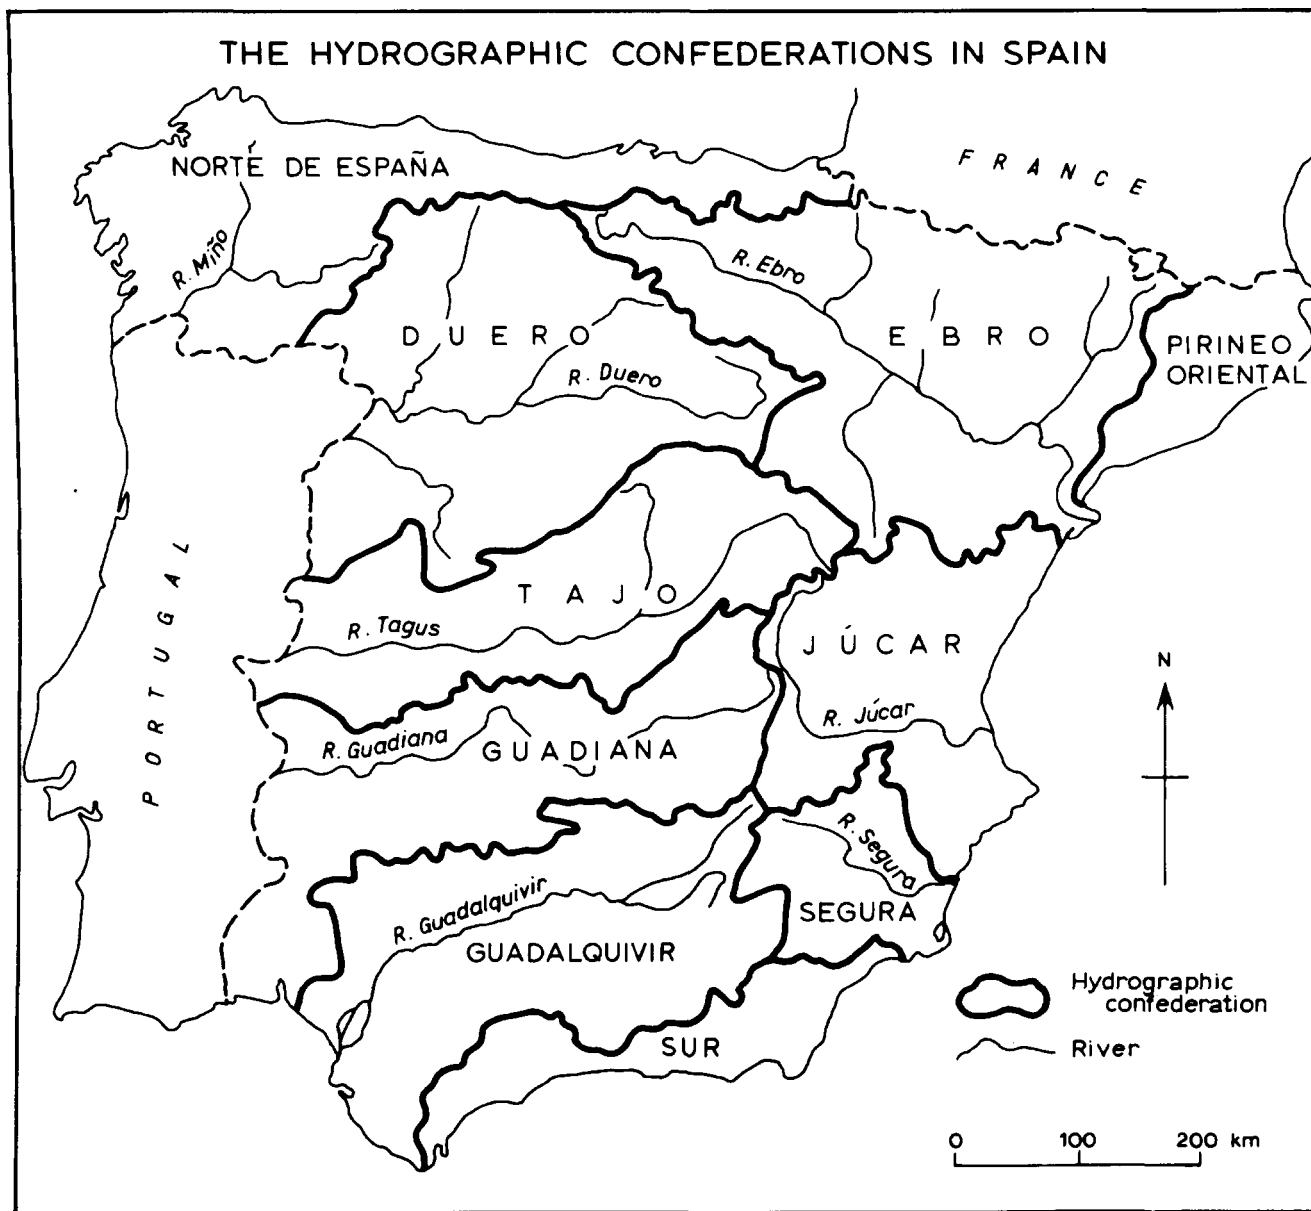 THE HYDROGRAPHIC CONFEDERATIONS IN SPAIN
NORTÉ DE ESPAÑA
FRANCE
R. Miño
R. Ebro
DUERO
EBRO
PIRINEO
ORIENTAL
R. Duero
PORTUGAL
TAJO
R. Tagus
JÚCAR
N
R. Júcar
R. Guadiana
GUADIANA
R. Segura
R. Guadalquivir
SEGURA
GUADALQUIVIR
Hydrographic
confederation
SUR
River
0 100 200 km